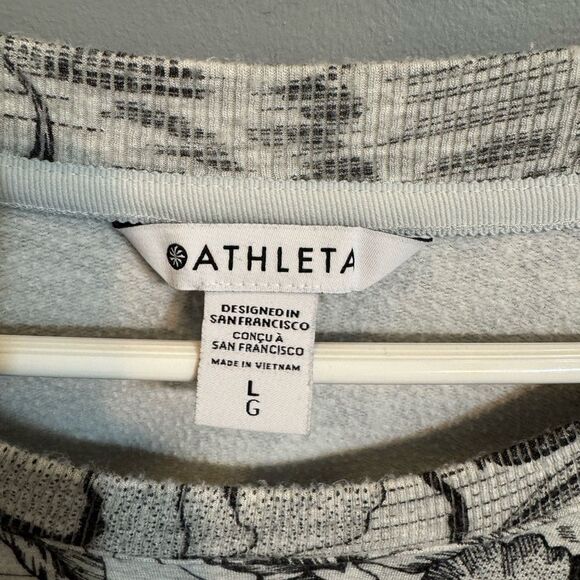 ATHLETA
DESIGNED IN
SAN FRANCISCO
CONÇU À
SAN FRANCISCO
MADE IN VIETNAM
L
G